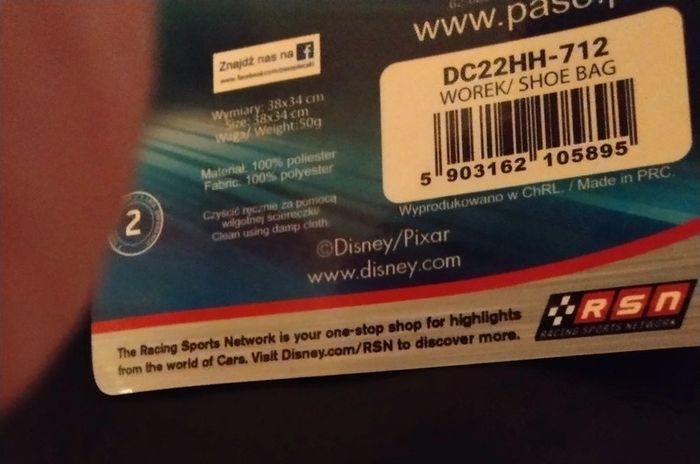 www.paso.p
Znajdź nas na f
DC22HH-712
WOREK/ SHOE BAG
5 903162 105895
Wymiary: 38x34 cm
Size: 38x34 cm
Waga/ Weight:50g
Materiał: 100% poliester
Fabric: 100% polyester
Wyprodukowano w ChRL. / Made in PRC.
Czyścić ręcznie za pomocą
wilgotnej ściereczki/
Clean using damp cloth.
2
©Disney/Pixar
www.disney.com
The Racing Sports Network is your one-stop shop for highlights
from the world of Cars. Visit Disney.com/RSN to discover more.
RSN
RACING SPORTS NETWORK